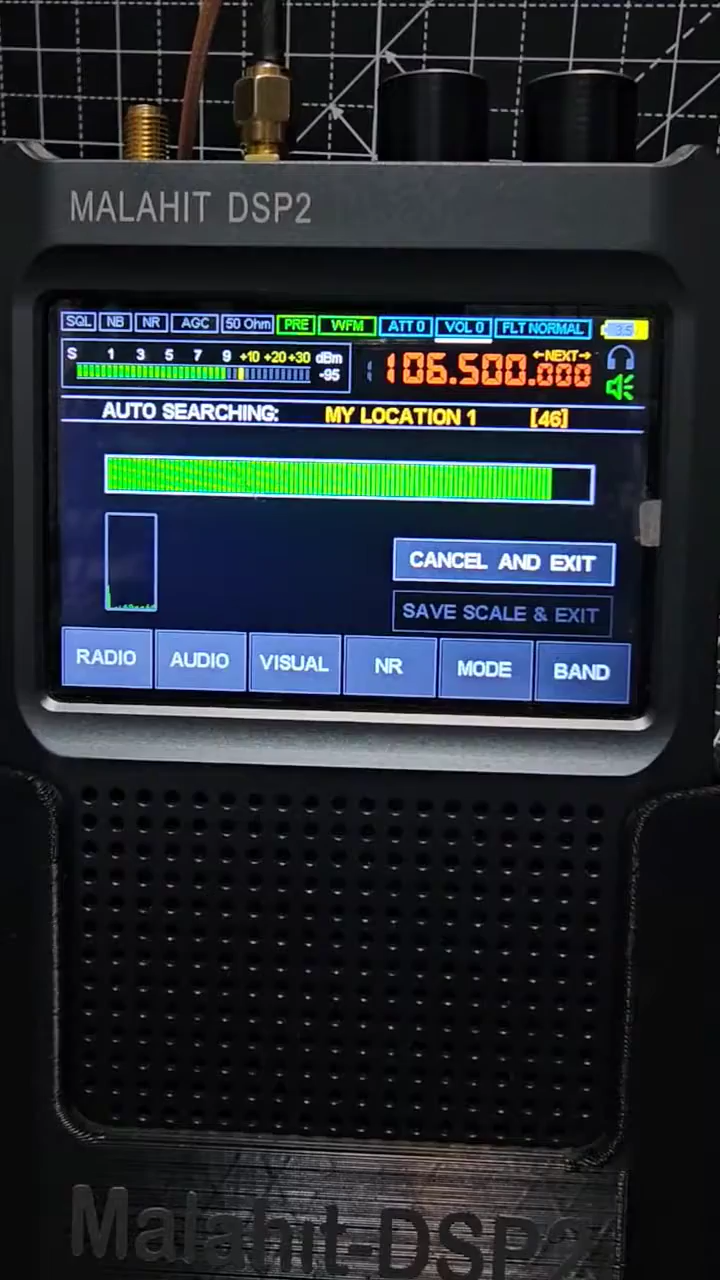 MALAHIT DSP2
SQL NB NR AGC 50 Ohm PRE WFM ATT 0 VOL 0 FLT NORMAL 3.5
S 1 3 5 7 9 +10 +20 +30 dBm
-95
←NEXT→
106.500.000
AUTO SEARCHING: MY LOCATION 1 [46]
CANCEL AND EXIT
SAVE SCALE & EXIT
RADIO AUDIO VISUAL NR MODE BAND
Malahit-DSP2